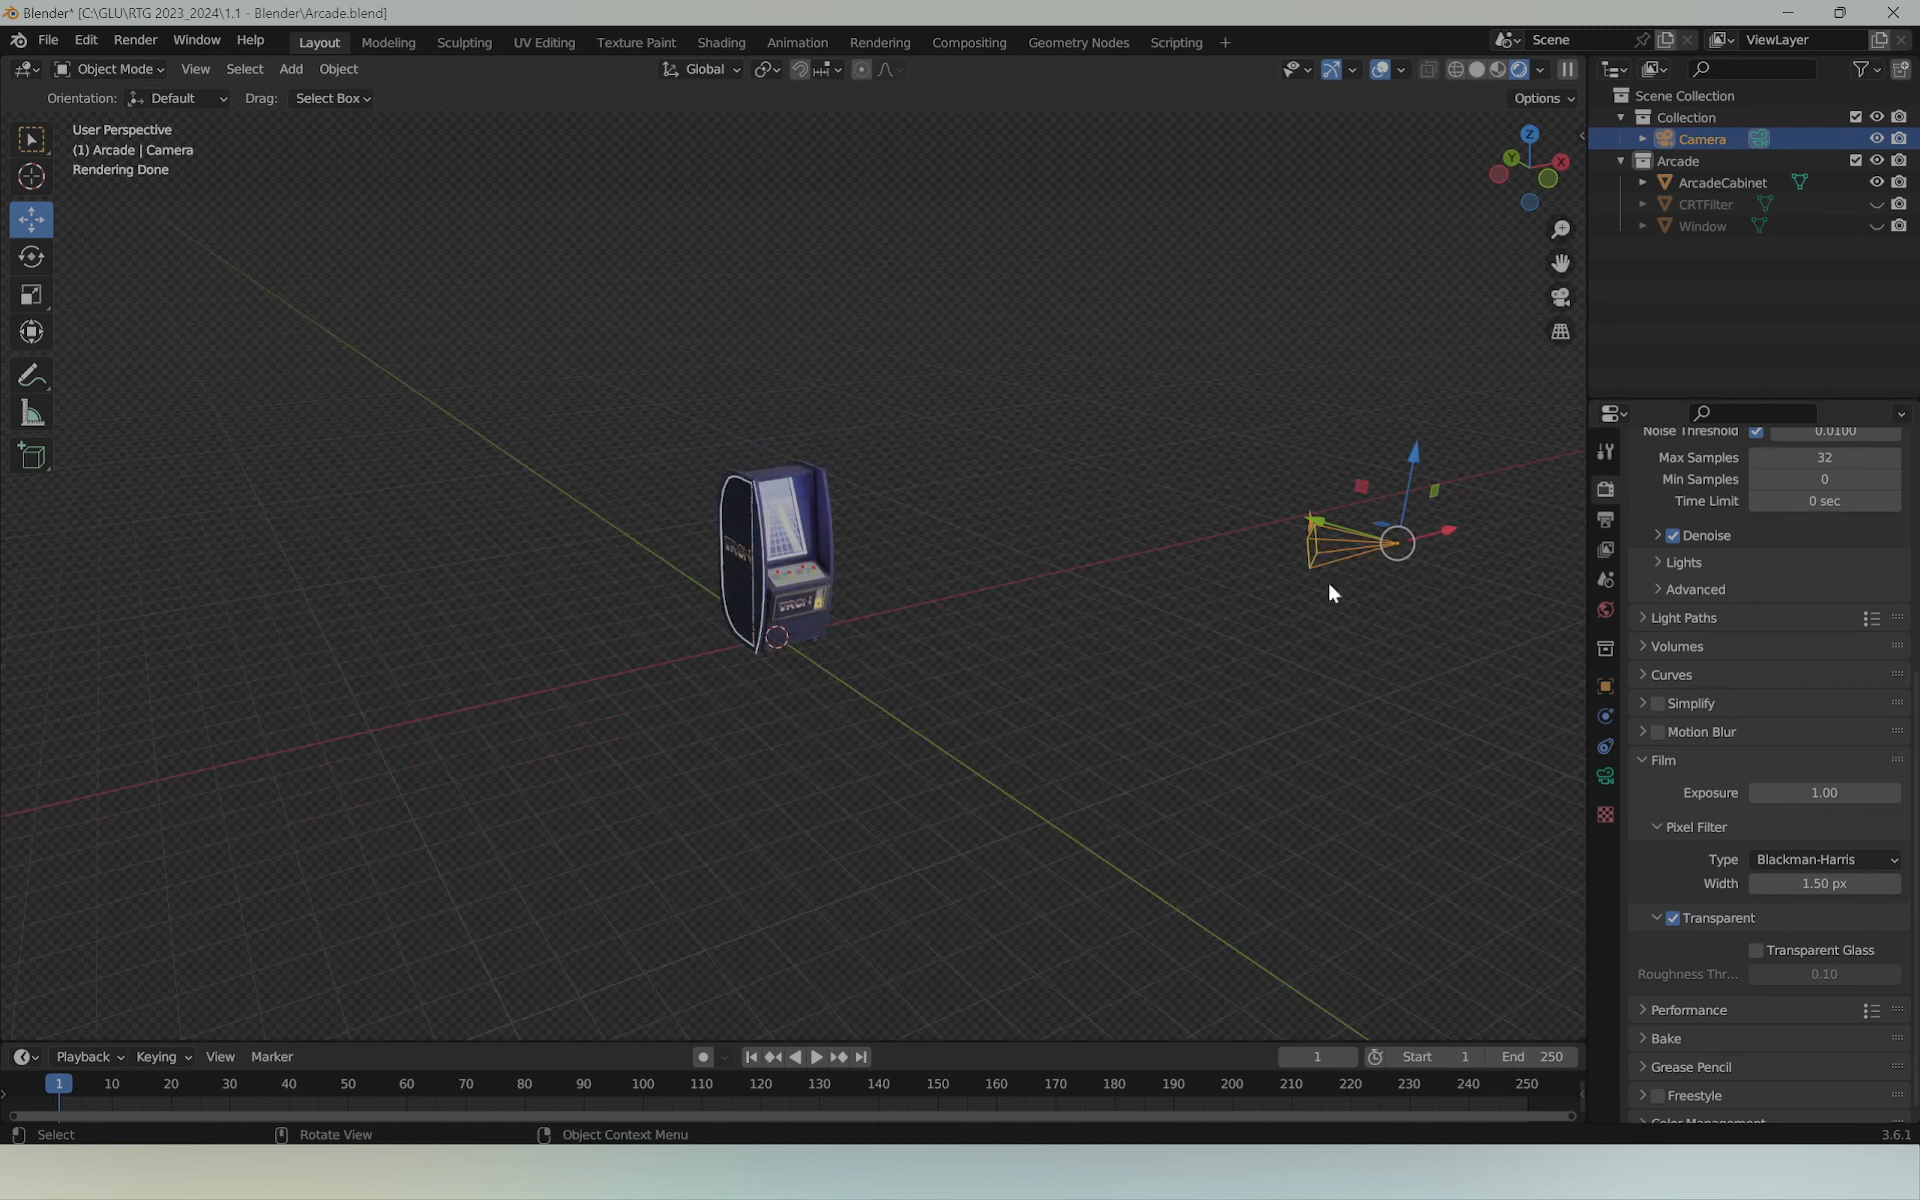 Blender* [C:\GLU\RTG 2023_2024\1.1 - Blender\Arcade.blend]
File Edit Render Window Help Layout Modeling Sculpting UV Editing Texture Paint Shading Animation Rendering Compositing Geometry Nodes Scripting + Scene ViewLayer
Object Mode View Select Add Object Global
Orientation: Default Drag: Select Box Options
User Perspective
(1) Arcade | Camera
Rendering Done
Z
Y
X
Scene Collection
Collection
Camera
Arcade
ArcadeCabinet
CRTFilter
Window
Noise Threshold 0.0100
Max Samples 32
Min Samples 0
Time Limit 0 sec
Denoise
Lights
Advanced
Light Paths
Volumes
Curves
Simplify
Motion Blur
Film
Exposure 1.00
Pixel Filter
Type Blackman-Harris
Width 1.50 px
Transparent
Transparent Glass
Roughness Thr... 0.10
Performance
Bake
Grease Pencil
Freestyle
Color Management
TRON
TRON
Playback Keying View Marker 1 Start 1 End 250
1 10 20 30 40 50 60 70 80 90 100 110 120 130 140 150 160 170 180 190 200 210 220 230 240 250
Select Rotate View Object Context Menu 3.6.1